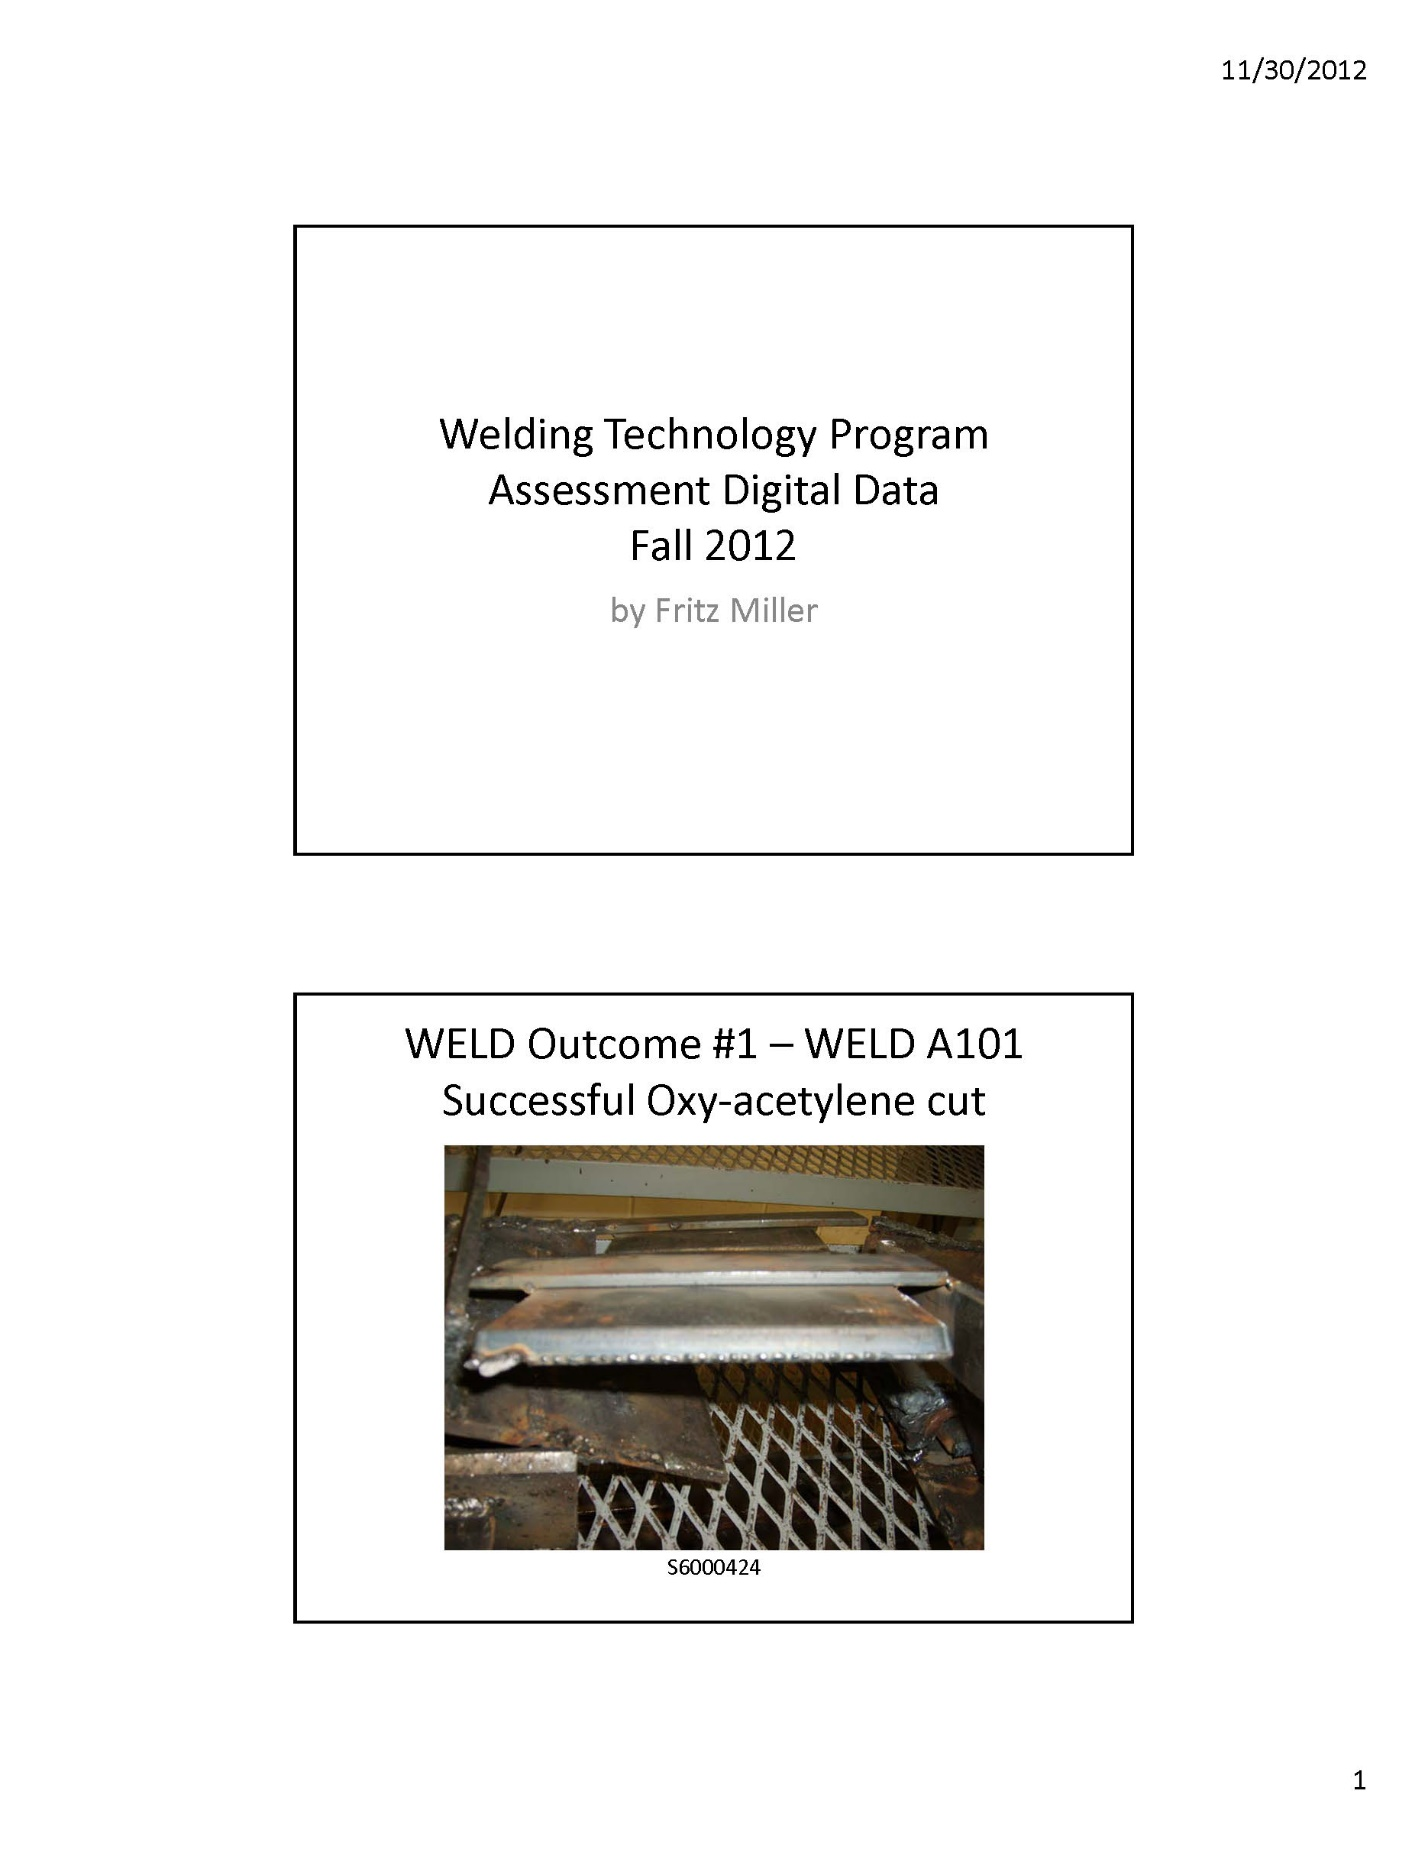 11/30/2012
Welding Technology Program
Assessment Digital Data
Fall 2012
by Fritz Miller
WELD Outcome #1 – WELD A101
Successful Oxy-acetylene cut
S6000424
1